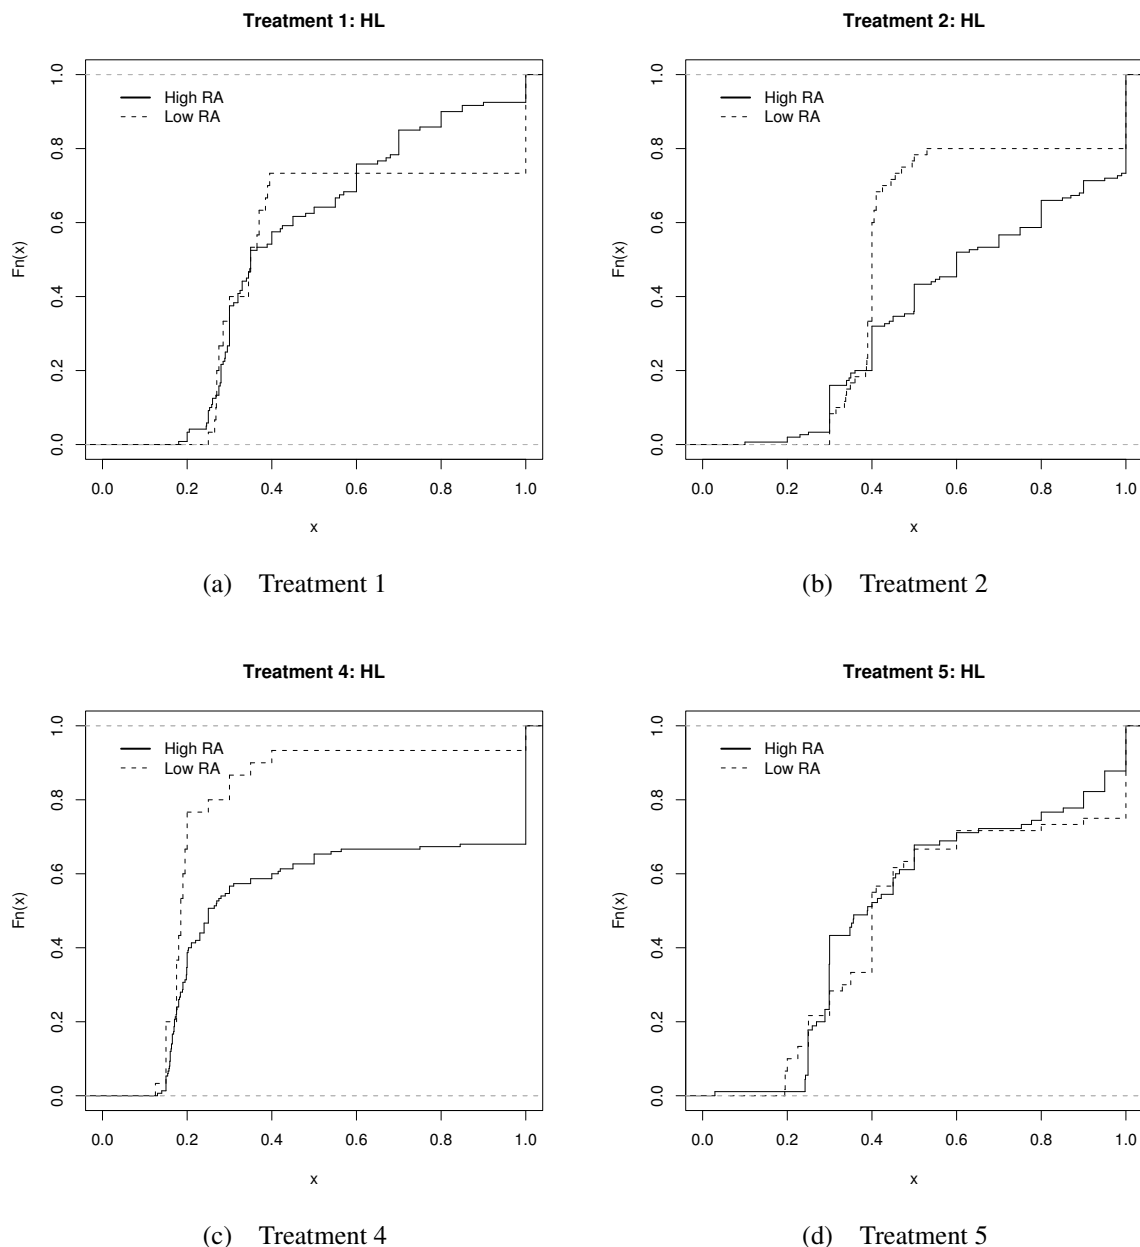 Treatment 1: HL
High RA
Low RA
Fn(x)
0.0 0.2 0.4 0.6 0.8 1.0
0.0 0.2 0.4 0.6 0.8 1.0
x
(a) Treatment 1
Treatment 2: HL
High RA
Low RA
Fn(x)
0.0 0.2 0.4 0.6 0.8 1.0
0.0 0.2 0.4 0.6 0.8 1.0
x
(b) Treatment 2
Treatment 4: HL
High RA
Low RA
Fn(x)
0.0 0.2 0.4 0.6 0.8 1.0
0.0 0.2 0.4 0.6 0.8 1.0
x
(c) Treatment 4
Treatment 5: HL
High RA
Low RA
Fn(x)
0.0 0.2 0.4 0.6 0.8 1.0
0.0 0.2 0.4 0.6 0.8 1.0
x
(d) Treatment 5